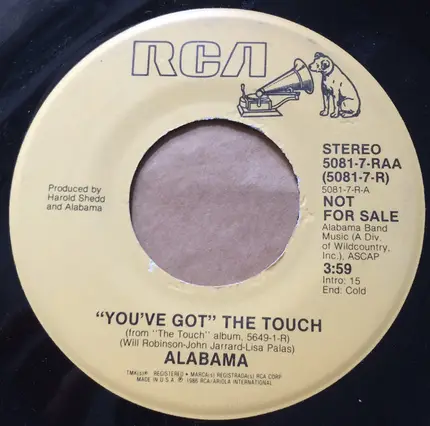 RCA
STEREO
5081-7-RAA
(5081-7-R)
5081-7-R-A
NOT
FOR SALE
Alabama Band
Music (A Div.
of Wildcountry,
Inc.), ASCAP
3:59
Intro: 15
End: Cold
Produced by
Harold Shedd
and Alabama
"YOU'VE GOT" THE TOUCH
(from "The Touch" album, 5649-1-R)
(Will Robinson-John Jarrard-Lisa Palas)
ALABAMA
TMK(s)® REGISTERED • MARCA(s) REGISTRADA(s) RCA CORP.
MADE IN U.S.A. ℗ 1986 RCA/ARIOLA INTERNATIONAL